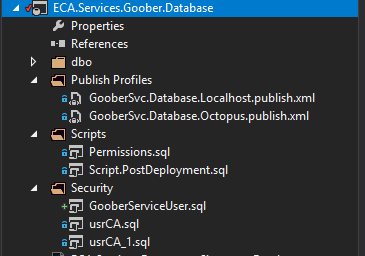 ECA.Services.Goober.Database
Properties
References
dbo
Publish Profiles
GooberSvc.Database.Localhost.publish.xml
GooberSvc.Database.Octopus.publish.xml
Scripts
Permissions.sql
Script.PostDeployment.sql
Security
GooberServiceUser.sql
usrCA.sql
usrCA_1.sql